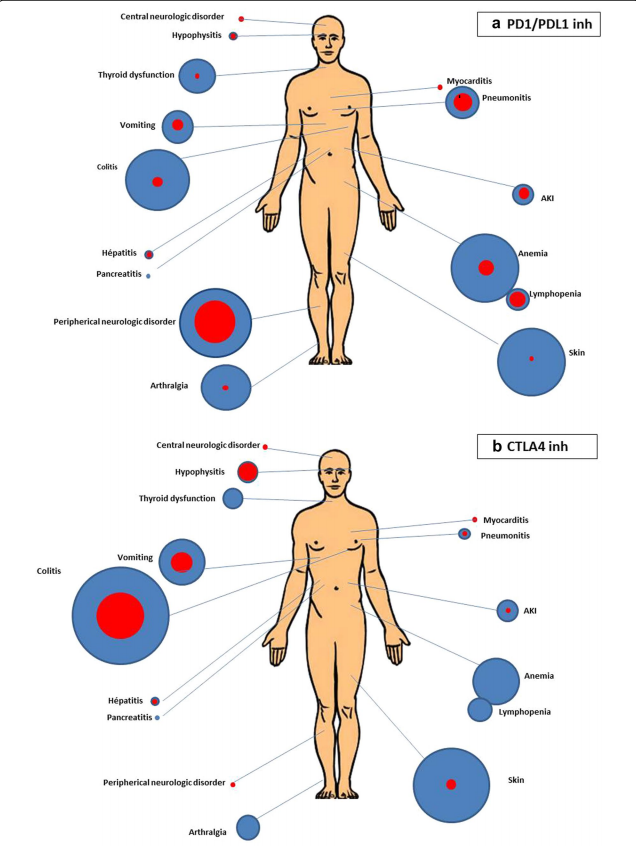 a PD1/PDL1 inh
Central neurologic disorder
Hypophysitis
Thyroid dysfunction
Myocarditis
Pneumonitis
Vomiting
Colitis
AKI
Hépatitis
Anemia
Pancreatitis
Lymphopenia
Peripherical neurologic disorder
Skin
Arthralgia
b CTLA4 inh
Central neurologic disorder
Hypophysitis
Thyroid dysfunction
Myocarditis
Pneumonitis
Vomiting
Colitis
AKI
Anemia
Hépatitis
Lymphopenia
Pancreatitis
Skin
Peripherical neurologic disorder
Arthralgia